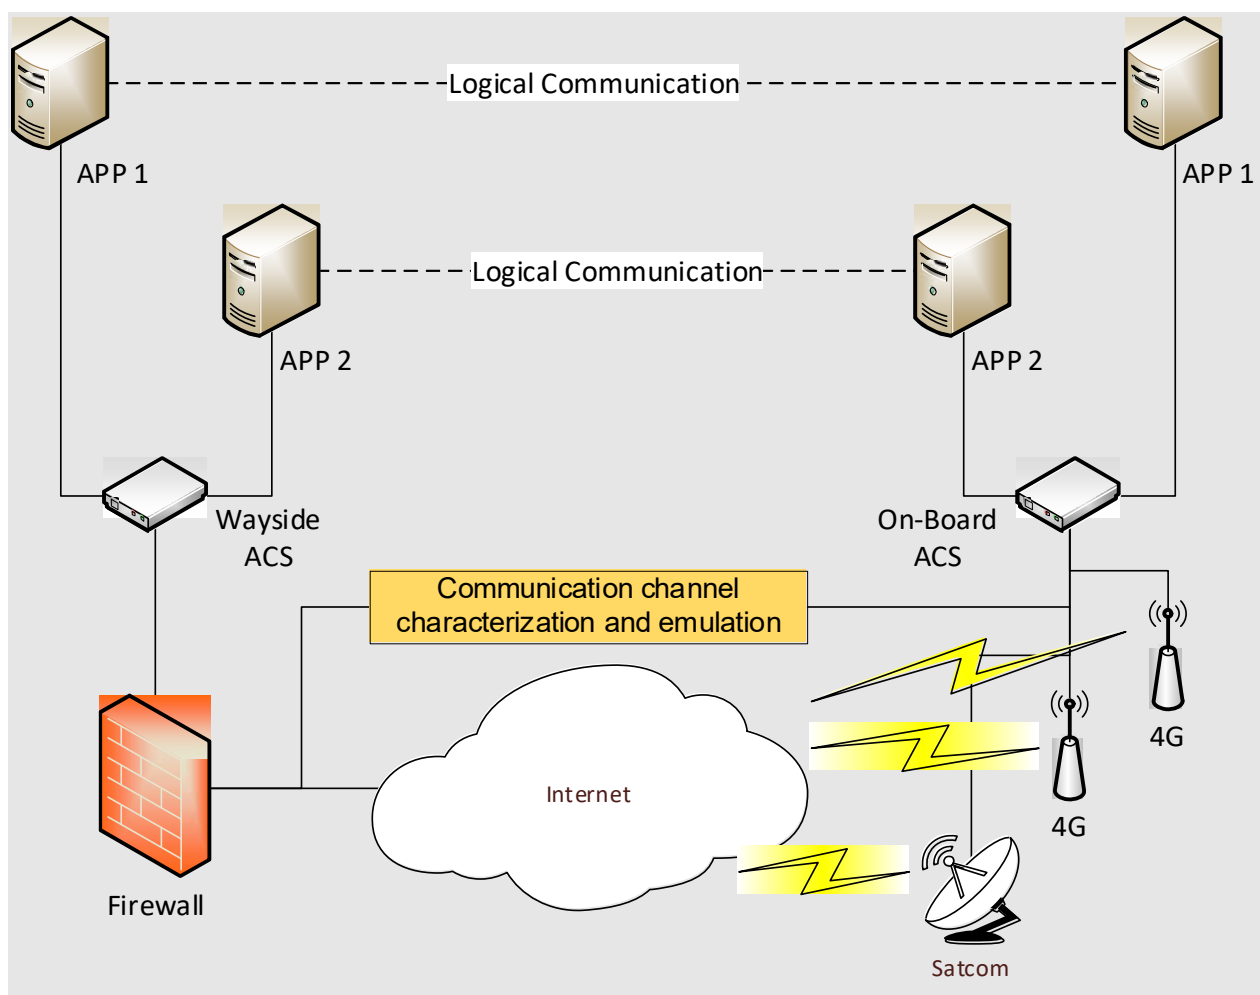 Logical Communication
APP 1
APP 1
Logical Communication
APP 2
APP 2
Wayside
ACS
On-Board
ACS
Communication channel
characterization and emulation
4G
Internet
4G
Firewall
Satcom